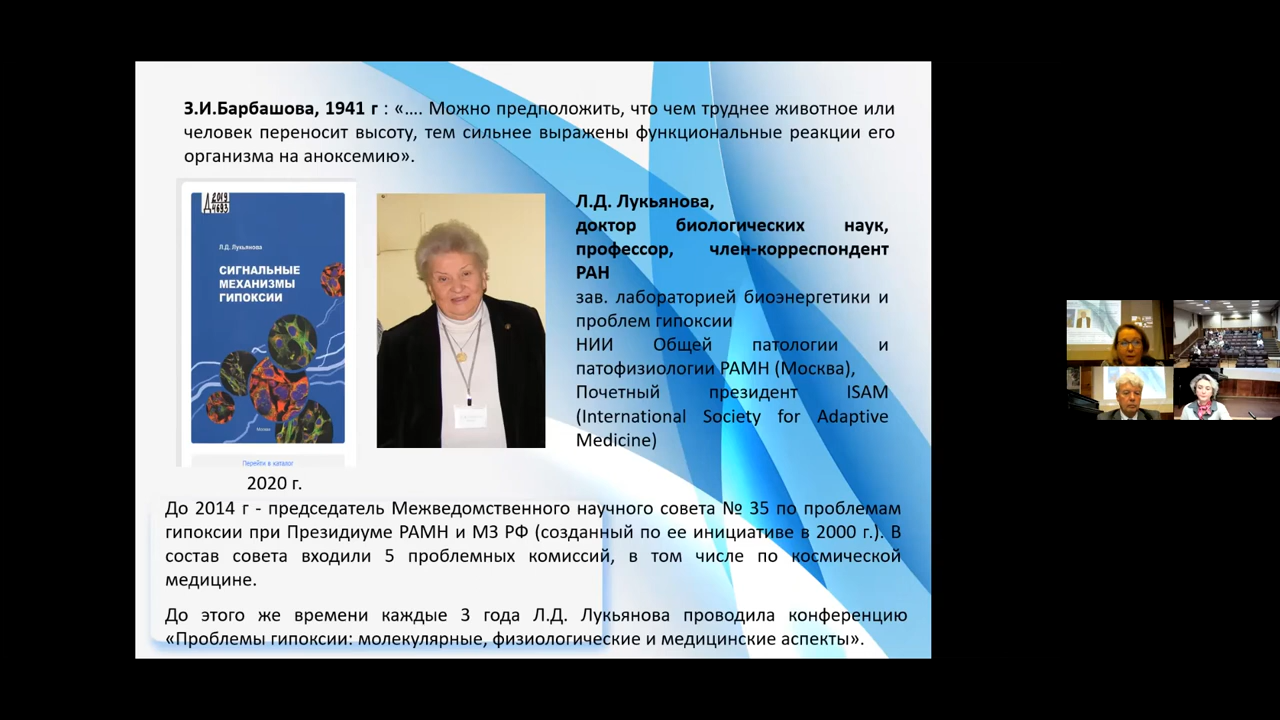 З.И.Барбашова, 1941 г : «…. Можно предположить, что чем труднее животное или
человек переносит высоту, тем сильнее выражены функциональные реакции его
организма на аноксемию».
Д 2019
4693
Л.Д. Лукьянова
СИГНАЛЬНЫЕ
МЕХАНИЗМЫ
ГИПОКСИИ
Москва
Перейти в каталог
2020 г.
Л.Д. Лукьянова,
доктор биологических наук,
профессор, член-корреспондент
РАН
зав. лабораторией биоэнергетики и
проблем гипоксии
НИИ Общей патологии и
патофизиологии РАМН (Москва),
Почетный президент ISAM
(International Society for Adaptive
Medicine)
До 2014 г - председатель Межведомственного научного совета № 35 по проблемам
гипоксии при Президиуме РАМН и МЗ РФ (созданный по ее инициативе в 2000 г.). В
состав совета входили 5 проблемных комиссий, в том числе по космической
медицине.
До этого же времени каждые 3 года Л.Д. Лукьянова проводила конференцию
«Проблемы гипоксии: молекулярные, физиологические и медицинские аспекты».